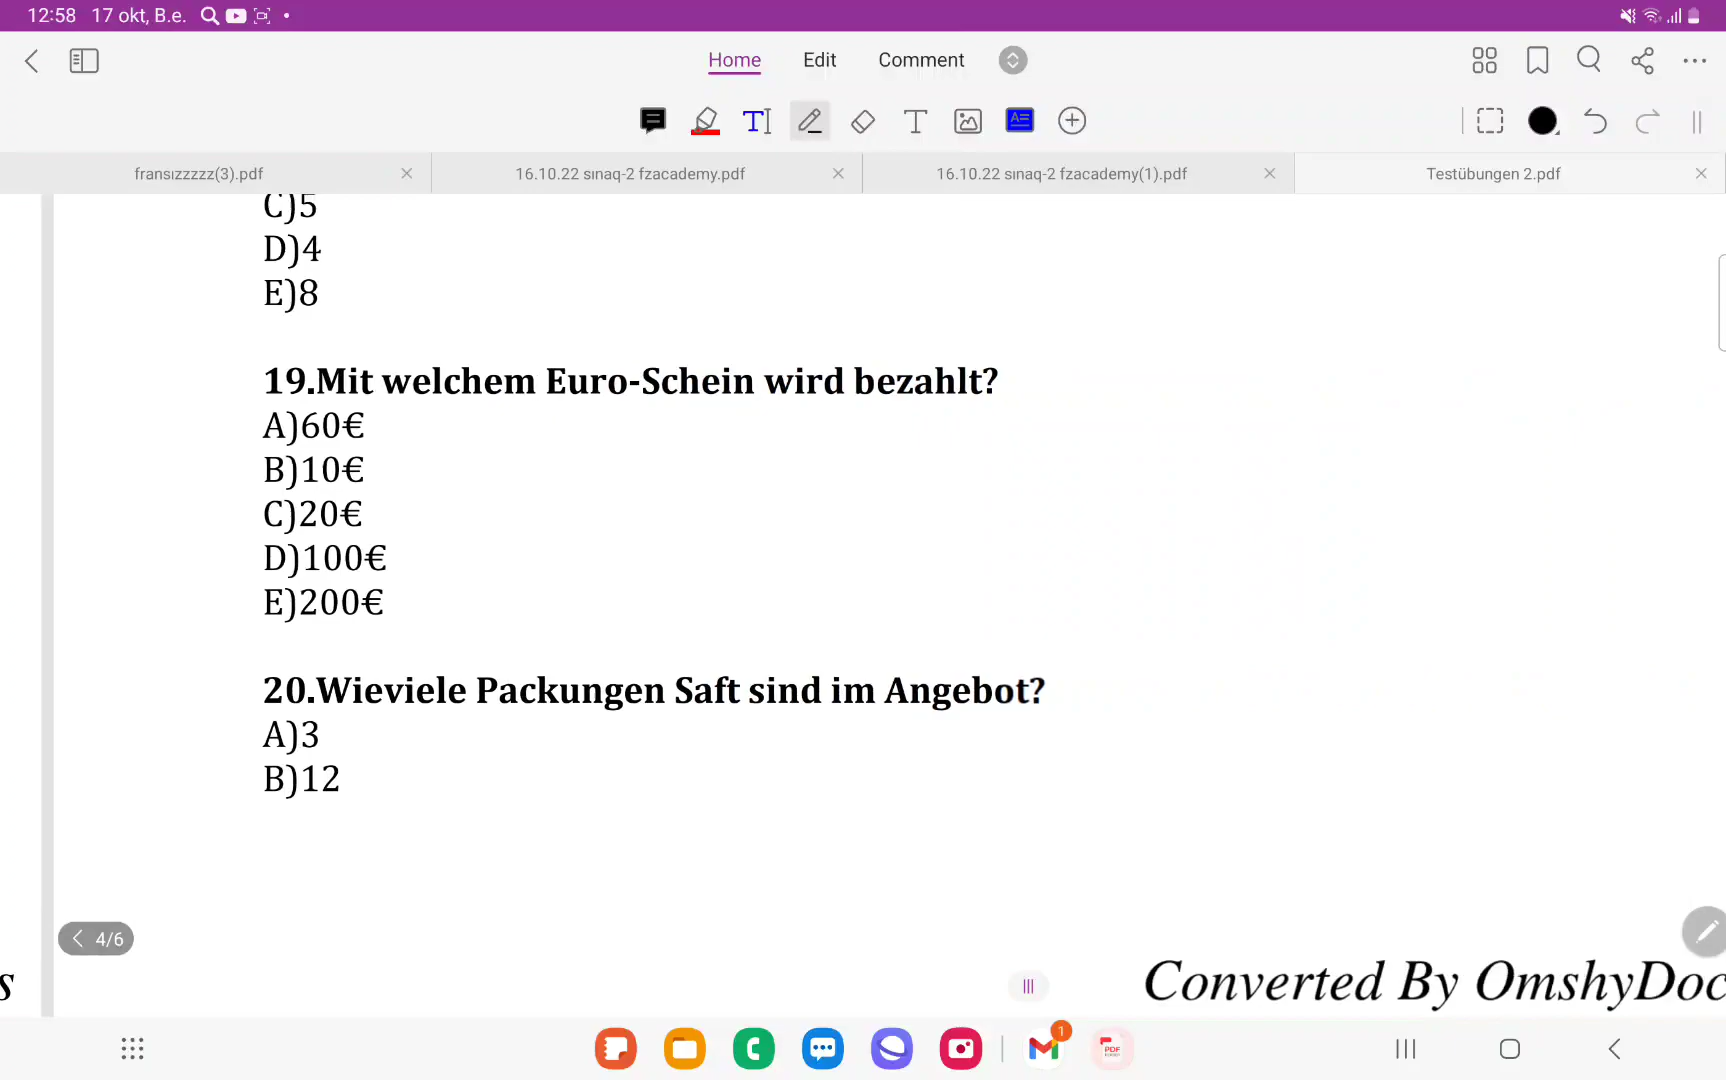 12:58 17 okt, B.e.
Home Edit Comment
fransızzzzz(3).pdf
16.10.22 sınaq-2 fzacademy.pdf
16.10.22 sınaq-2 fzacademy(1).pdf
Testübungen 2.pdf
C)5
D)4
E)8
19.Mit welchem Euro-Schein wird bezahlt?
A)60€
B)10€
C)20€
D)100€
E)200€
20.Wieviele Packungen Saft sind im Angebot?
A)3
B)12
4/6
s
Converted By OmshyDoc
1
PDF